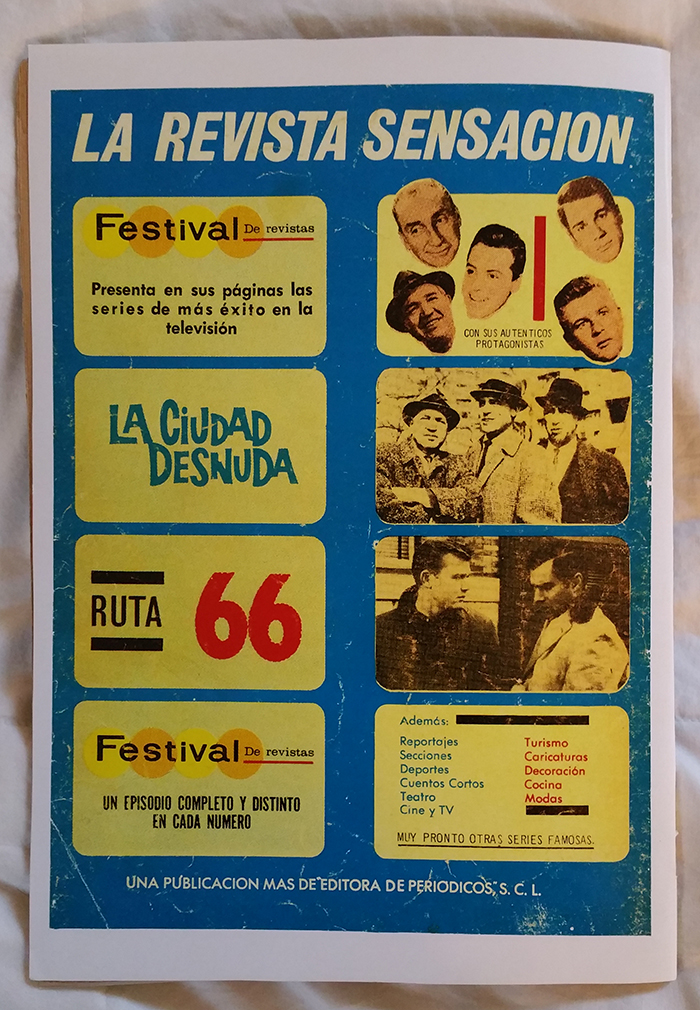 LA REVISTA SENSACION
Festival De revistas
Presenta en sus páginas las
series de más éxito en la
televisión
CON SUS AUTENTICOS
PROTAGONISTAS
LA CIUDAD
DESNUDA
RUTA 66
Festival De revistas
UN EPISODIO COMPLETO Y DISTINTO
EN CADA NUMERO
Además:
Reportajes
Secciones
Deportes
Cuentos Cortos
Teatro
Cine y TV
Turismo
Caricaturas
Decoración
Cocina
Modas
MUY PRONTO OTRAS SERIES FAMOSAS.
UNA PUBLICACION MAS DE "EDITORA DE PERIODICOS," S. C. L.